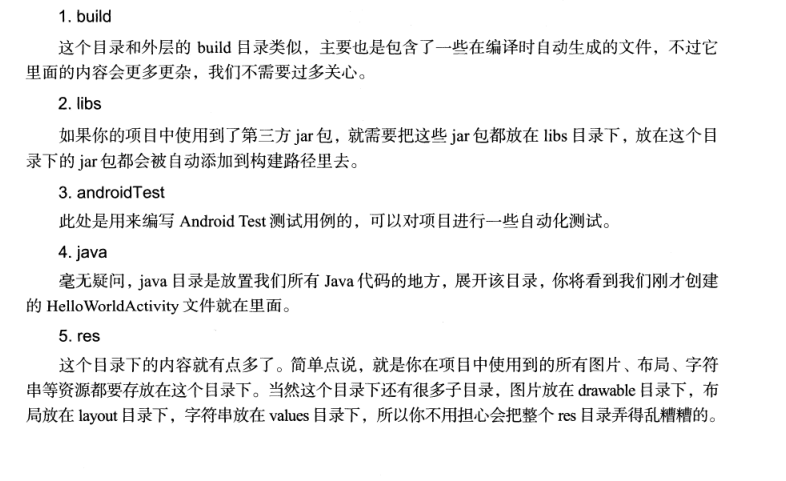 1. build
这个目录和外层的 build 目录类似，主要也是包含了一些在编译时自动生成的文件，不过它
里面的内容会更多更杂，我们不需要过多关心。
2. libs
如果你的项目中使用到了第三方 jar 包，就需要把这些 jar 包都放在 libs 目录下，放在这个目
录下的 jar 包都会被自动添加到构建路径里去。
3. androidTest
此处是用来编写 Android Test 测试用例的，可以对项目进行一些自动化测试。
4. java
毫无疑问，java 目录是放置我们所有 Java 代码的地方，展开该目录，你将看到我们刚才创建
的 HelloWorldActivity 文件就在里面。
5. res
这个目录下的内容就有点多了。简单点说，就是你在项目中使用到的所有图片、布局、字符
串等资源都要存放在这个目录下。当然这个目录下还有很多子目录，图片放在 drawable 目录下，布
局放在 layout 目录下，字符串放在 values 目录下，所以你不用担心会把整个 res 目录弄得乱糟糟的。